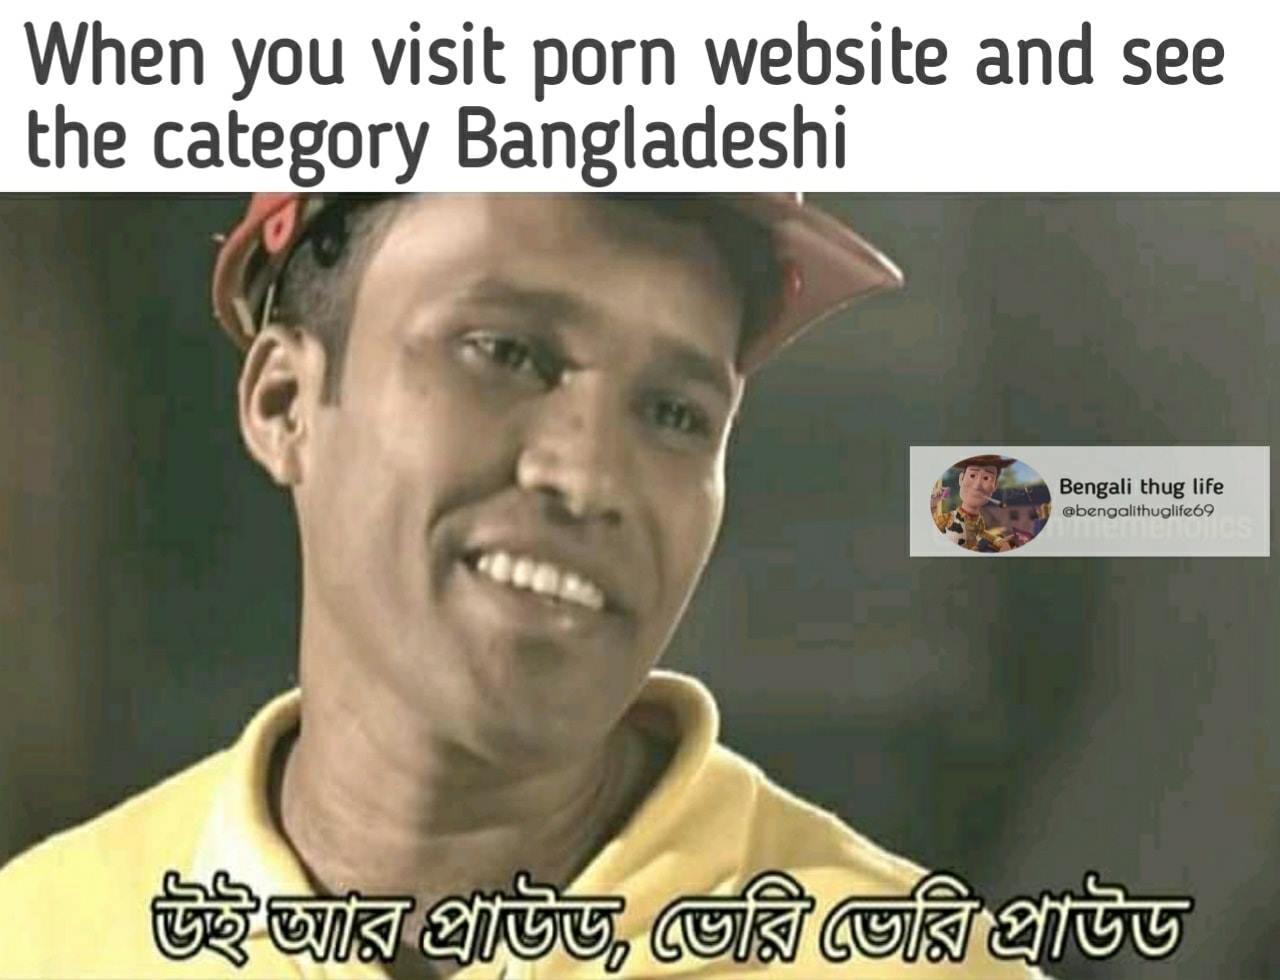 When you visit porn website and see
the category Bangladeshi
Bengali thug life
@bengalithuglife69
উই আর প্রাউড, ভেরি ভেরি প্রাউড